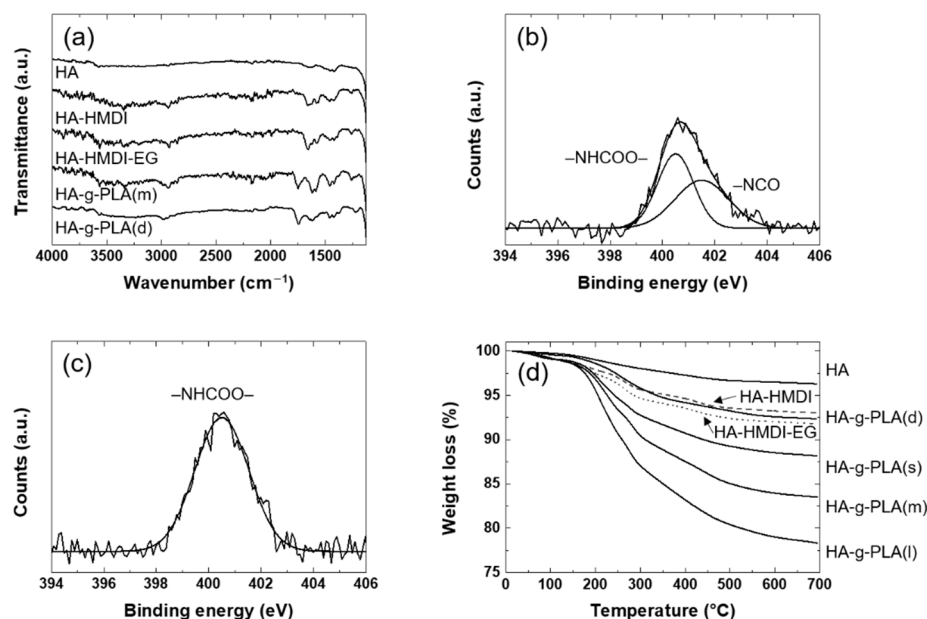 (a)
Transmittance (a.u.)
HA
HA-HMDI
HA-HMDI-EG
HA-g-PLA(m)
HA-g-PLA(d)
4000 3500 3000 2500 2000 1500
Wavenumber (cm⁻¹)
(b)
Counts (a.u.)
–NHCOO–
–NCO
394 396 398 400 402 404 406
Binding energy (eV)
(c)
Counts (a.u.)
–NHCOO–
394 396 398 400 402 404 406
Binding energy (eV)
(d)
Weight loss (%)
100
95
90
85
80
75
HA
HA-HMDI
HA-g-PLA(d)
HA-HMDI-EG
HA-g-PLA(s)
HA-g-PLA(m)
HA-g-PLA(l)
0 100 200 300 400 500 600 700
Temperature (°C)